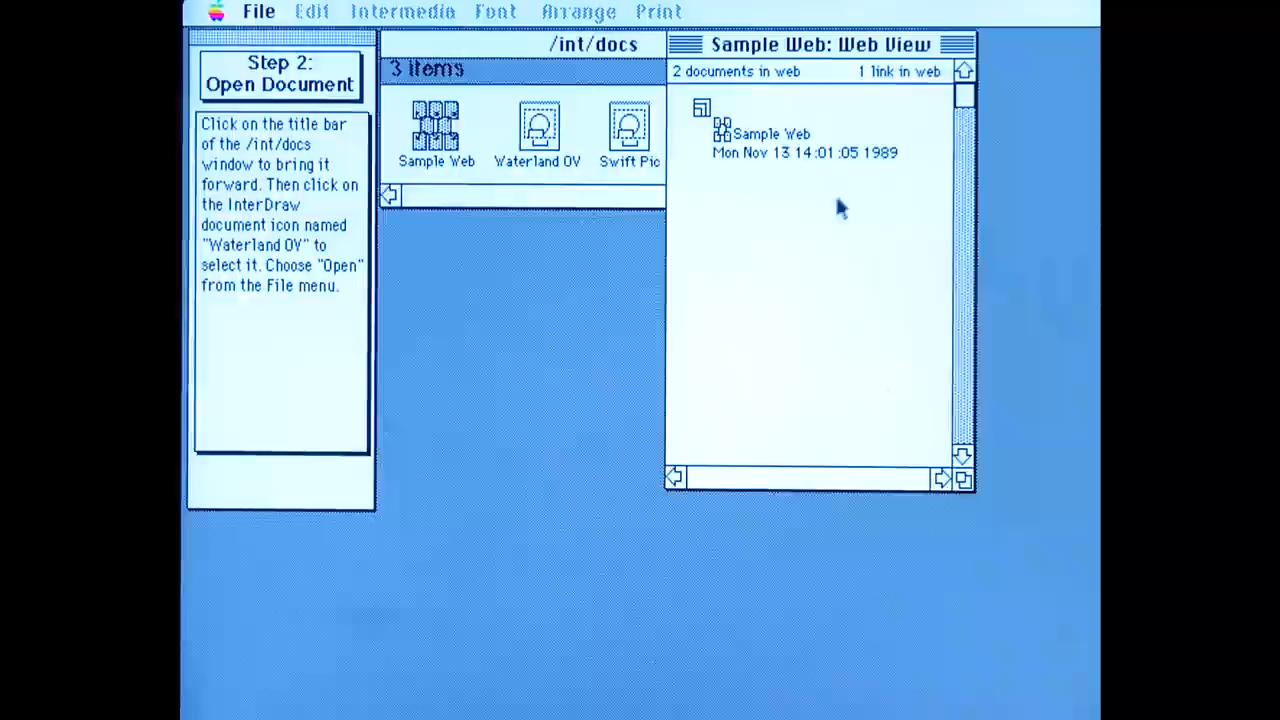 File Edit Intermedia Font Arrange Print
Step 2:
Open Document
Click on the title bar
of the /int/docs
window to bring it
forward. Then click on
the InterDraw
document icon named
"Waterland OV" to
select it. Choose "Open"
from the File menu.
/int/docs
3 items
Sample Web
Waterland OV
Swift Pic
Sample Web: Web View
2 documents in web
1 link in web
Sample Web
Mon Nov 13 14:01:05 1989